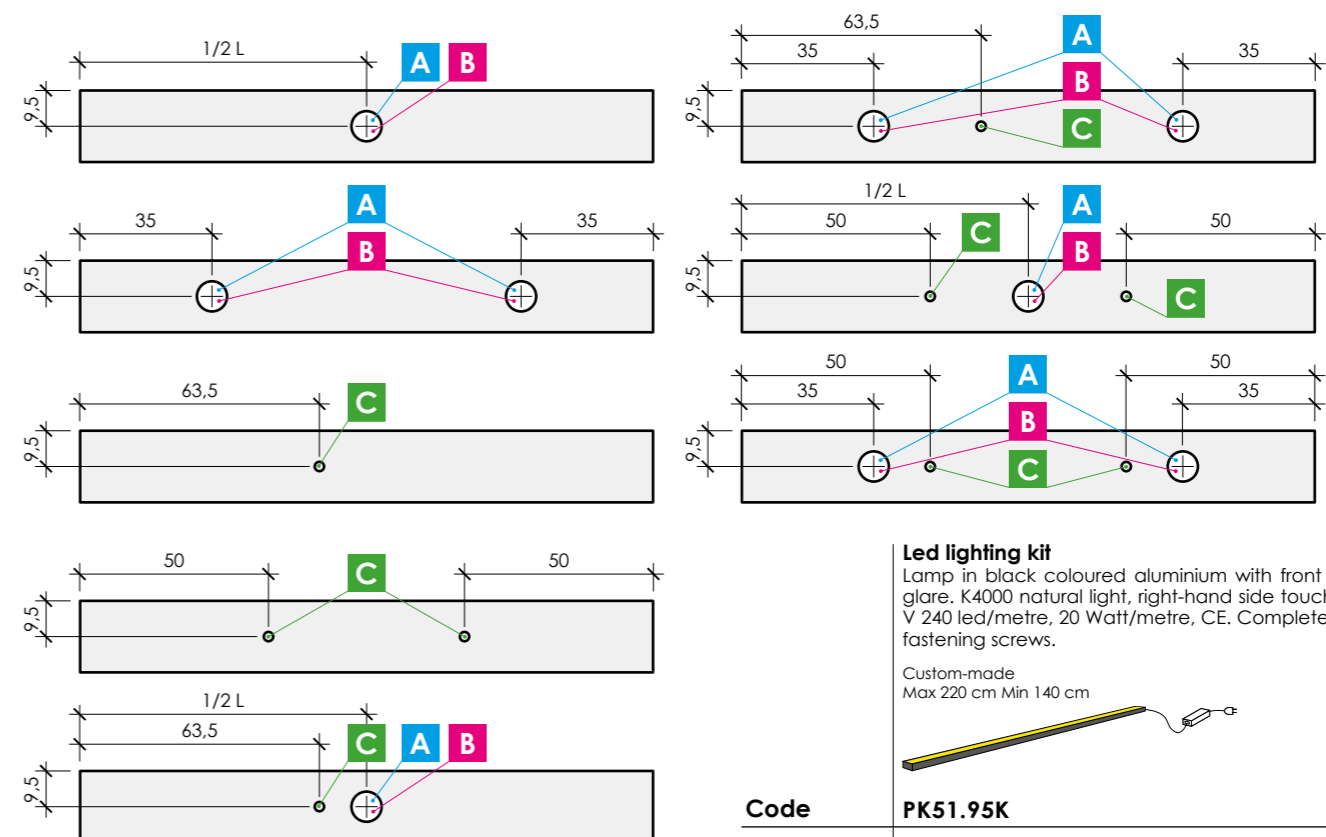 1/2 L
A B
9,5
35
A
35
B
9,5
63,5
C
9,5
50
C
50
9,5
1/2 L
63,5
C A B
9,5
63,5
A
35
35
B
9,5
C
1/2 L
A
50
C
50
B
9,5
C
50
A
50
35
35
B
9,5
C
Led lighting kit
Lamp in black coloured aluminium with front
glare. K4000 natural light, right-hand side touch
V 240 led/metre, 20 Watt/metre, CE. Complete
fastening screws.
Custom-made
Max 220 cm Min 140 cm
Code PK51.95K